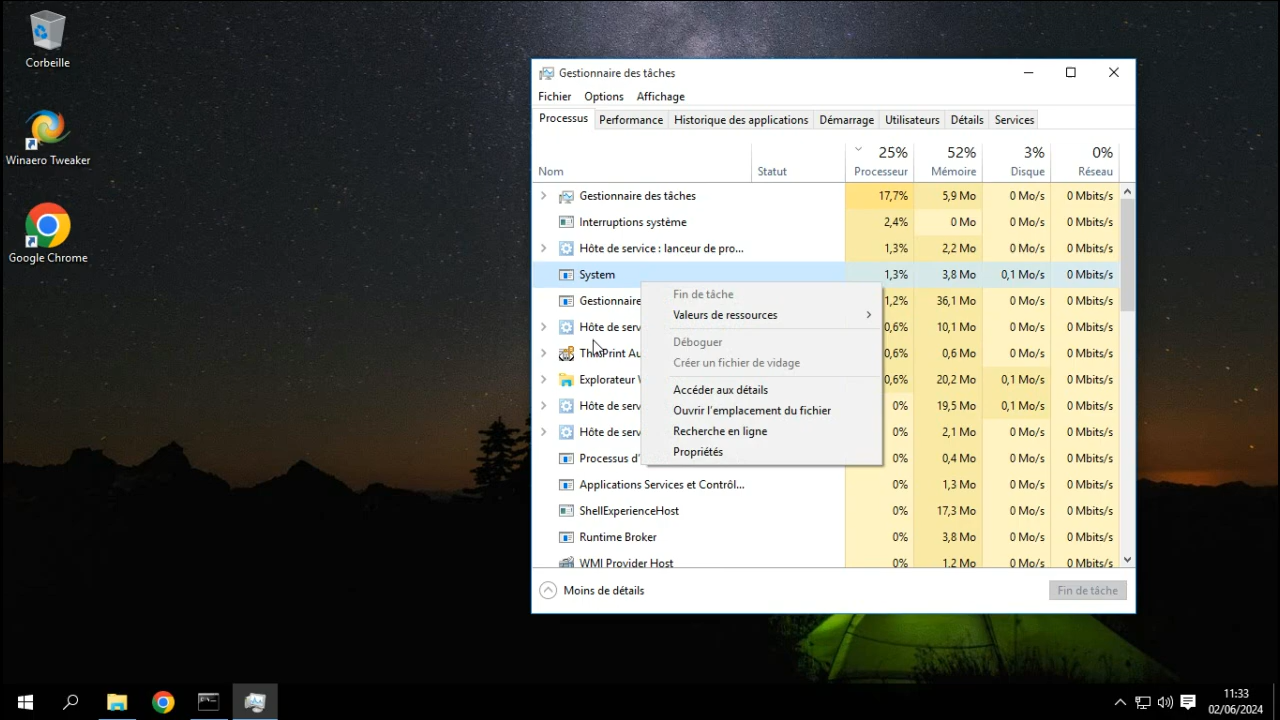 Corbeille
Winaero Tweaker
Google Chrome
Gestionnaire des tâches
Fichier Options Affichage
Processus Performance Historique des applications Démarrage Utilisateurs Détails Services
25% 52% 3% 0%
Nom Statut Processeur Mémoire Disque Réseau
Gestionnaire des tâches 17,7% 5,9 Mo 0 Mo/s 0 Mbits/s
Interruptions système 2,4% 0 Mo 0 Mo/s 0 Mbits/s
Hôte de service : lanceur de pro... 1,3% 2,2 Mo 0 Mo/s 0 Mbits/s
System 1,3% 3,8 Mo 0,1 Mo/s 0 Mbits/s
Gestionnaire 1,2% 36,1 Mo 0 Mo/s 0 Mbits/s
Hôte de serv 0,6% 10,1 Mo 0 Mo/s 0 Mbits/s
ThinPrint Au 0,6% 0,6 Mo 0 Mo/s 0 Mbits/s
Explorateur W 0,6% 20,2 Mo 0,1 Mo/s 0 Mbits/s
Hôte de serv 0% 19,5 Mo 0,1 Mo/s 0 Mbits/s
Hôte de serv 0% 2,1 Mo 0 Mo/s 0 Mbits/s
Processus d' 0% 0,4 Mo 0 Mo/s 0 Mbits/s
Applications Services et Contrôl... 0% 1,3 Mo 0 Mo/s 0 Mbits/s
ShellExperienceHost 0% 17,3 Mo 0 Mo/s 0 Mbits/s
Runtime Broker 0% 3,8 Mo 0 Mo/s 0 Mbits/s
WMI Provider Host 0% 1,2 Mo 0 Mo/s 0 Mbits/s
Fin de tâche
Valeurs de ressources
Déboguer
Créer un fichier de vidage
Accéder aux détails
Ouvrir l'emplacement du fichier
Recherche en ligne
Propriétés
Moins de détails
Fin de tâche
11:33
02/06/2024